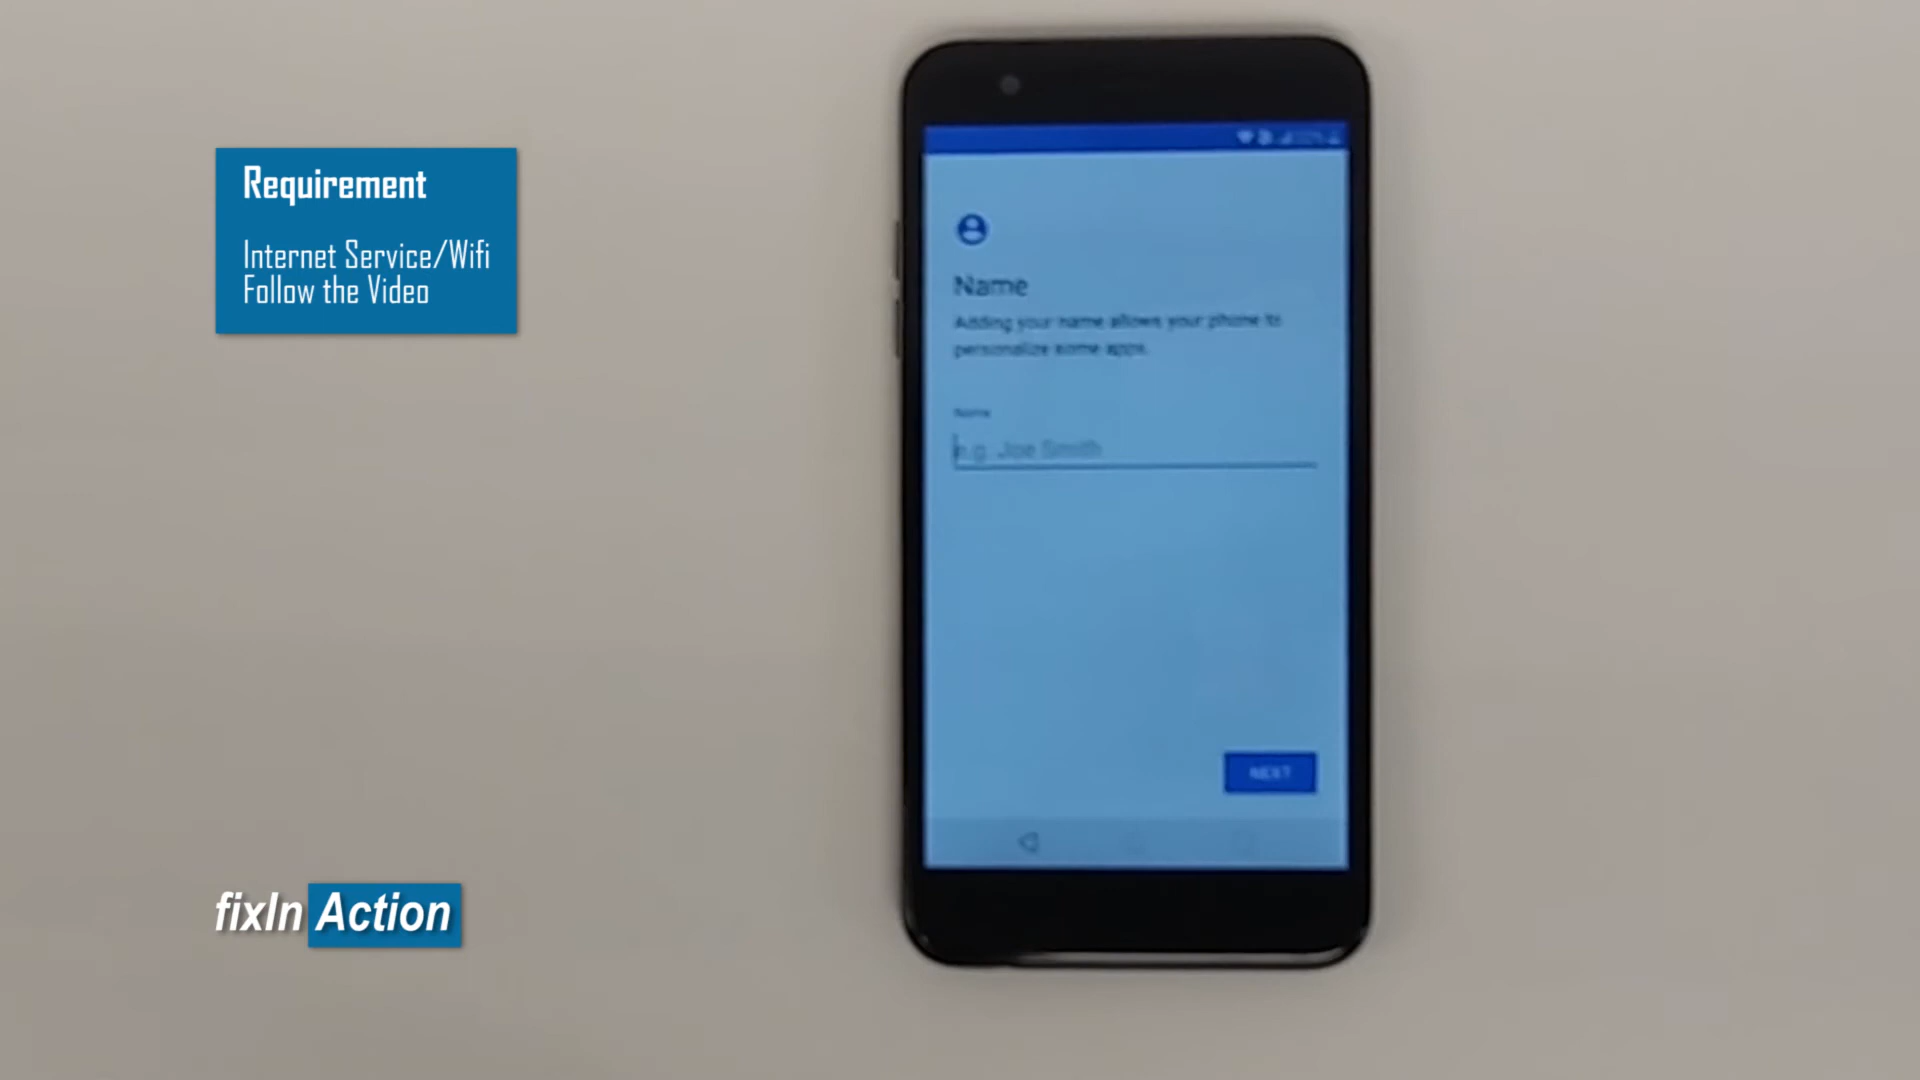 Requirement
Internet Service/Wifi
Follow the Video
Name
Adding your name allows your phone to
personalize some apps.
Name
e.g. Joe Smith
NEXT
fixIn Action